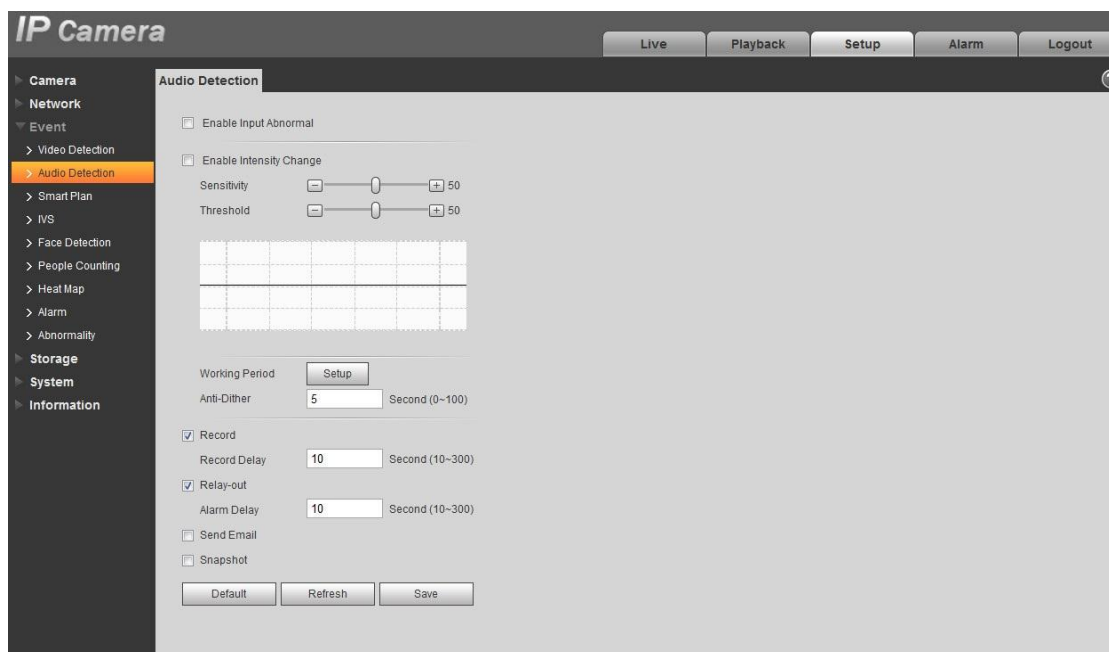 IP Camera
Live Playback Setup Alarm Logout
Camera
Network
Event
Video Detection
Audio Detection
Smart Plan
IVS
Face Detection
People Counting
Heat Map
Alarm
Abnormality
Storage
System
Information
Audio Detection
Enable Input Abnormal
Enable Intensity Change
Sensitivity 50
Threshold 50
Working Period Setup
Anti-Dither 5 Second (0~100)
Record
Record Delay 10 Second (10~300)
Relay-out
Alarm Delay 10 Second (10~300)
Send Email
Snapshot
Default Refresh Save